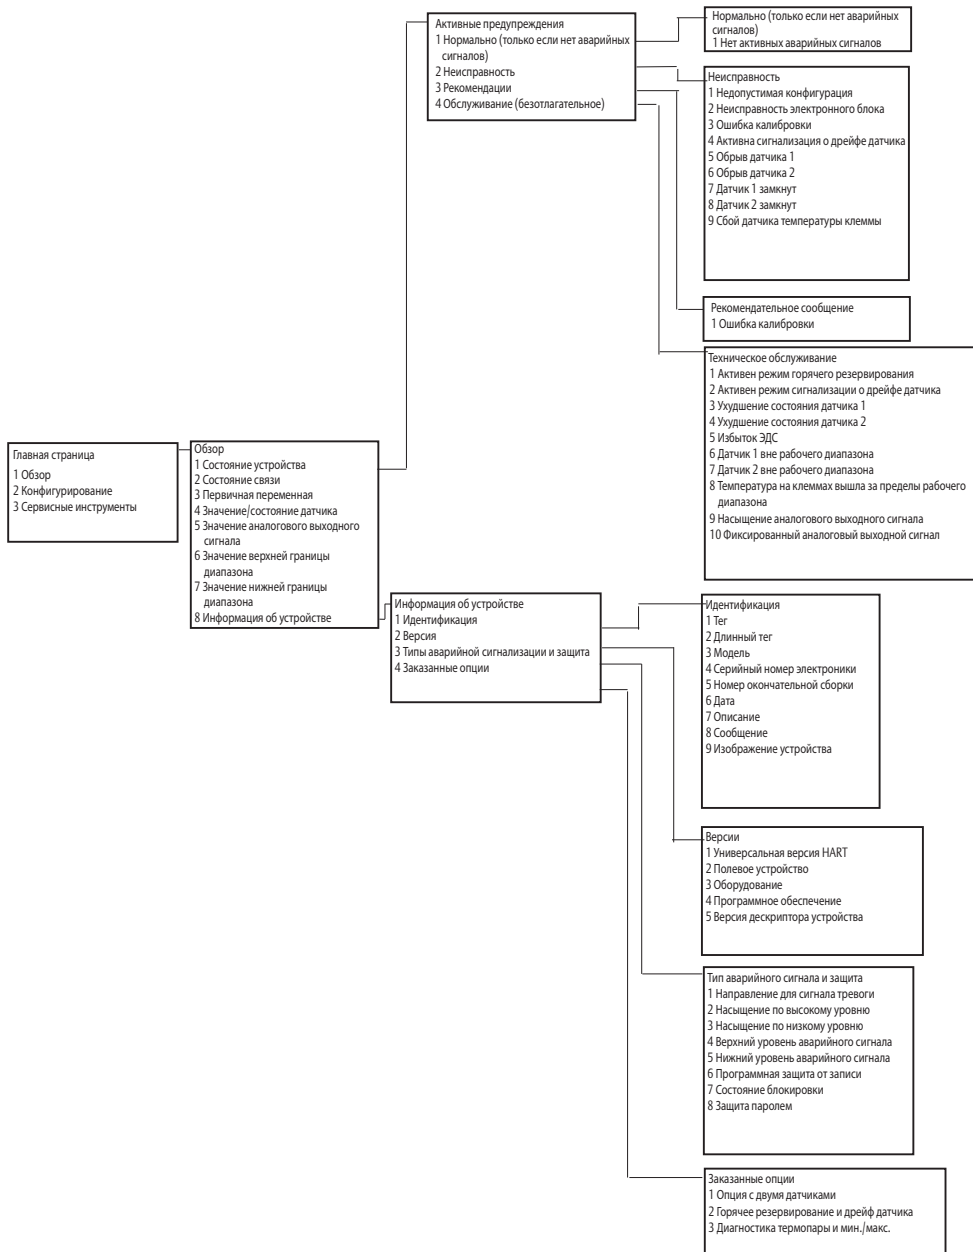 Главная страница
1 Обзор
2 Конфигурирование
3 Сервисные инструменты
Обзор
1 Состояние устройства
2 Состояние связи
3 Первичная переменная
4 Значение/состояние датчика
5 Значение аналогового выходного
сигнала
6 Значение верхней границы
диапазона
7 Значение нижней границы
диапазона
8 Информация об устройстве
Активные предупреждения
1 Нормально (только если нет аварийных
сигналов)
2 Неисправность
3 Рекомендации
4 Обслуживание (безотлагательное)
Нормально (только если нет аварийных
сигналов)
1 Нет активных аварийных сигналов
Неисправность
1 Недопустимая конфигурация
2 Неисправность электронного блока
3 Ошибка калибровки
4 Активна сигнализация о дрейфе датчика
5 Обрыв датчика 1
6 Обрыв датчика 2
7 Датчик 1 замкнут
8 Датчик 2 замкнут
9 Сбой датчика температуры клеммы
Рекомендательное сообщение
1 Ошибка калибровки
Техническое обслуживание
1 Активен режим горячего резервирования
2 Активен режим сигнализации о дрейфе датчика
3 Ухудшение состояния датчика 1
4 Ухудшение состояния датчика 2
5 Избыток ЭДС
6 Датчик 1 вне рабочего диапазона
7 Датчик 2 вне рабочего диапазона
8 Температура на клеммах вышла за пределы рабочего
диапазона
9 Насыщение аналогового выходного сигнала
10 Фиксированный аналоговый выходной сигнал
Информация об устройстве
1 Идентификация
2 Версия
3 Типы аварийной сигнализации и защита
4 Заказанные опции
Идентификация
1 Тег
2 Длинный тег
3 Модель
4 Серийный номер электроники
5 Номер окончательной сборки
6 Дата
7 Описание
8 Сообщение
9 Изображение устройства
Версии
1 Универсальная версия HART
2 Полевое устройство
3 Оборудование
4 Программное обеспечение
5 Версия дескриптора устройства
Тип аварийного сигнала и защита
1 Направление для сигнала тревоги
2 Насыщение по высокому уровню
3 Насыщение по низкому уровню
4 Верхний уровень аварийного сигнала
5 Нижний уровень аварийного сигнала
6 Программная защита от записи
7 Состояние блокировки
8 Защита паролем
Заказанные опции
1 Опция с двумя датчиками
2 Горячее резервирование и дрейф датчика
3 Диагностика термопары и мин./макс.